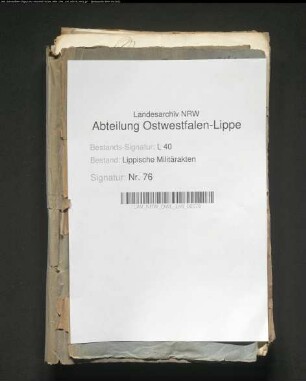 Landesarchiv NRW
Abteilung Ostwestfalen-Lippe
Bestands-Signatur: L 40
Bestand: Lippische Militärakten
Signatur: Nr. 76